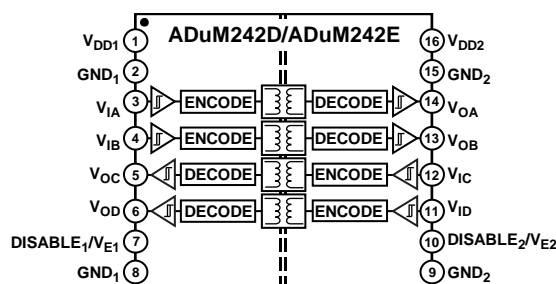 ADuM242D/ADuM242E
VDD1 1 16 VDD2
GND1 2 15 GND2
VIA 3 ENCODE DECODE 14 VOA
VIB 4 ENCODE DECODE 13 VOB
VOC 5 DECODE ENCODE 12 VIC
VOD 6 DECODE ENCODE 11 VID
DISABLE1/VE1 7 10 DISABLE2/VE2
GND1 8 9 GND2